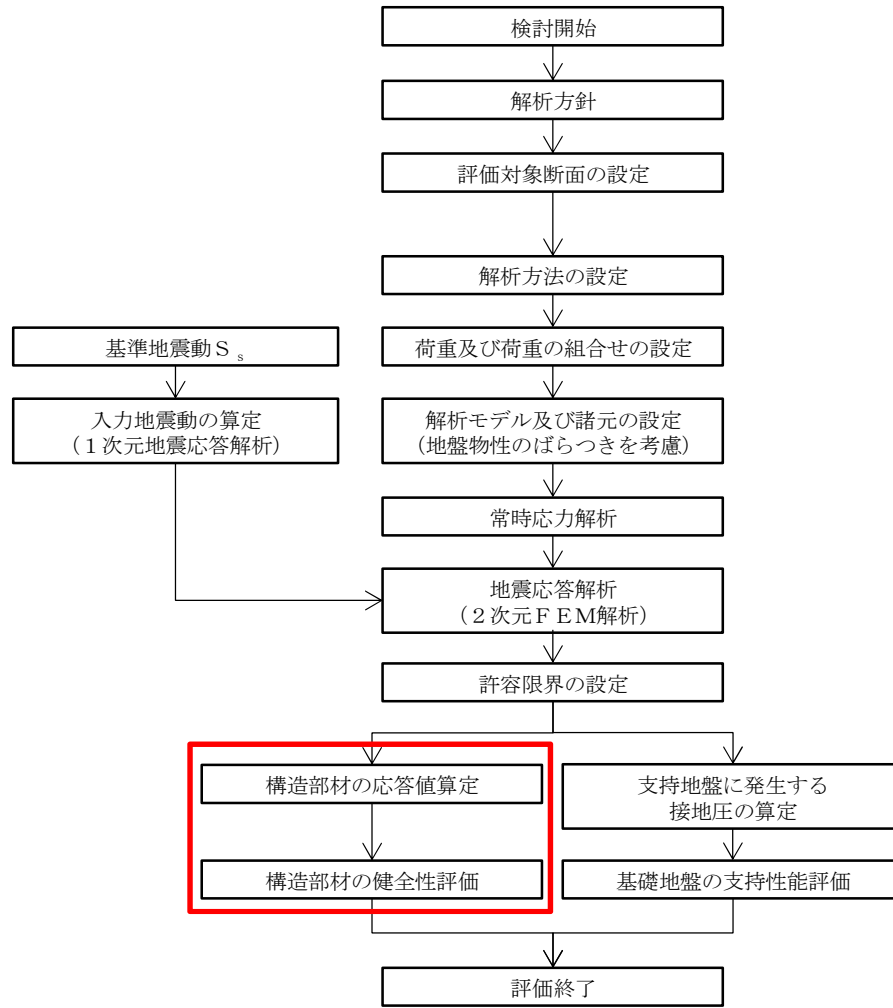 検討開始
解析方針
評価対象断面の設定
解析方法の設定
基準地震動Ｓs
荷重及び荷重の組合せの設定
入力地震動の算定
（１次元地震応答解析）
解析モデル及び諸元の設定
（地盤物性のばらつきを考慮）
常時応力解析
地震応答解析
（２次元ＦＥＭ解析）
許容限界の設定
構造部材の応答値算定
支持地盤に発生する
接地圧の算定
構造部材の健全性評価
基礎地盤の支持性能評価
評価終了